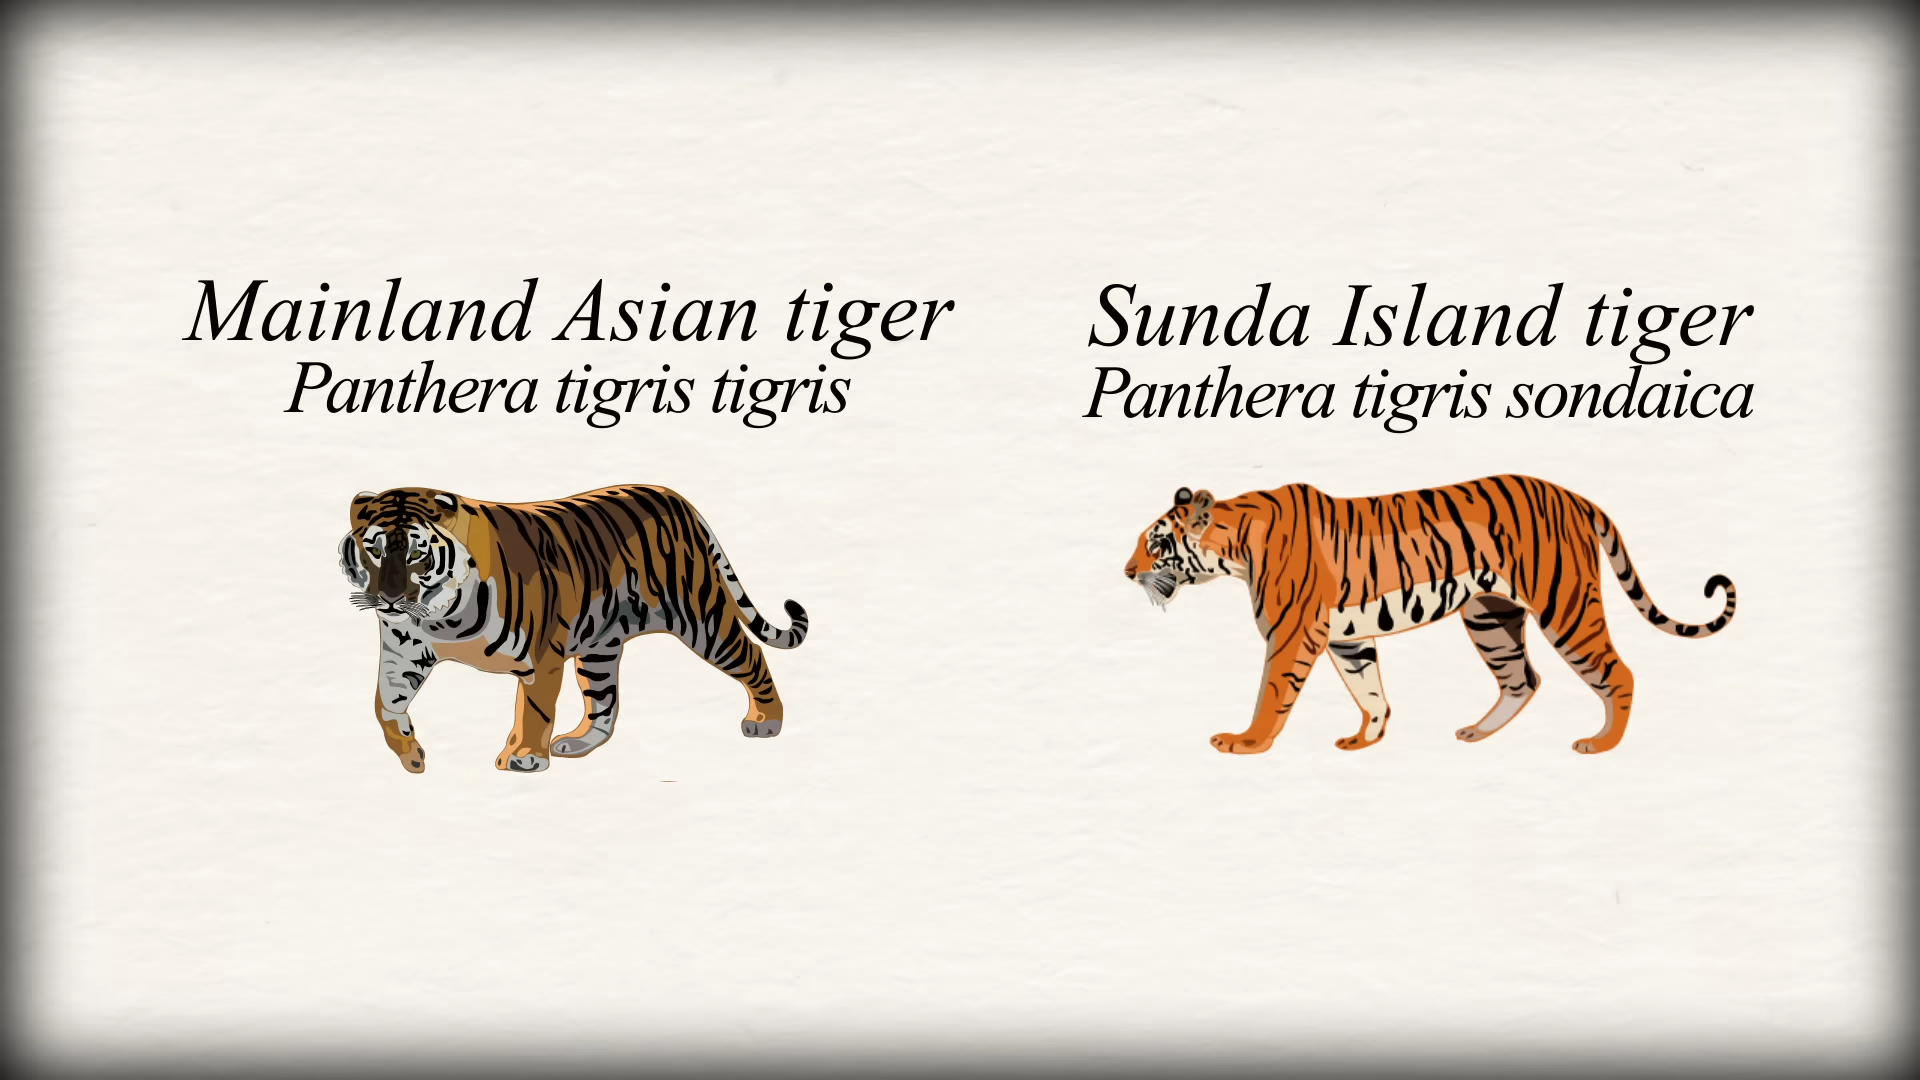 Mainland Asian tiger
Panthera tigris tigris
Sunda Island tiger
Panthera tigris sondaica